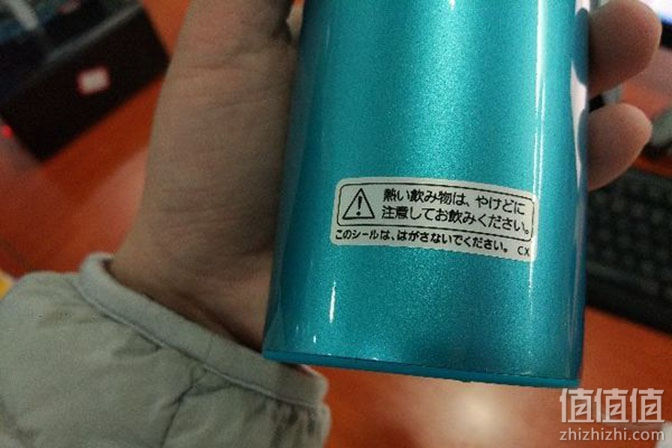 熱い飲み物は、やけどに
注意してお飲みください。
このシールは、はがさないでください。 CX
值值值
zhizhizhi.com